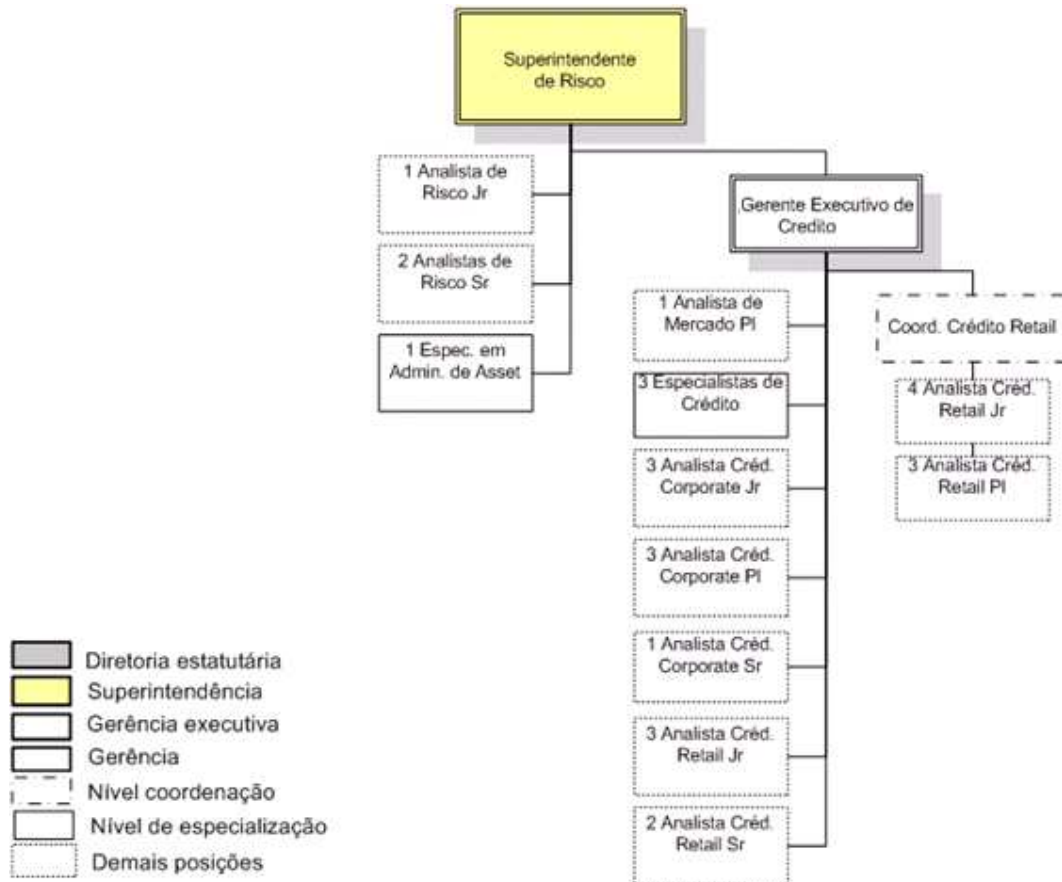 Superintendente
de Risco
1 Analista de
Risco Jr
2 Analistas de
Risco Sr
1 Espec. em
Admin. de Asset
,Gerente Executivo de
Credito
1 Analista de
Mercado Pl
3 Especialistas de
Crédito
3 Analista Créd.
Corporate Jr
3 Analista Créd.
Corporate Pl
1 Analista Créd.
Corporate Sr
3 Analista Créd.
Retail Jr
2 Analista Créd.
Retail Sr
Coord. Crédito Retail
4 Analista Créd.
Retail Jr
3 Analista Créd.
Retail Pl
Diretoria estatutária
Superintendência
Gerência executiva
Gerência
Nível coordenação
Nível de especialização
Demais posições